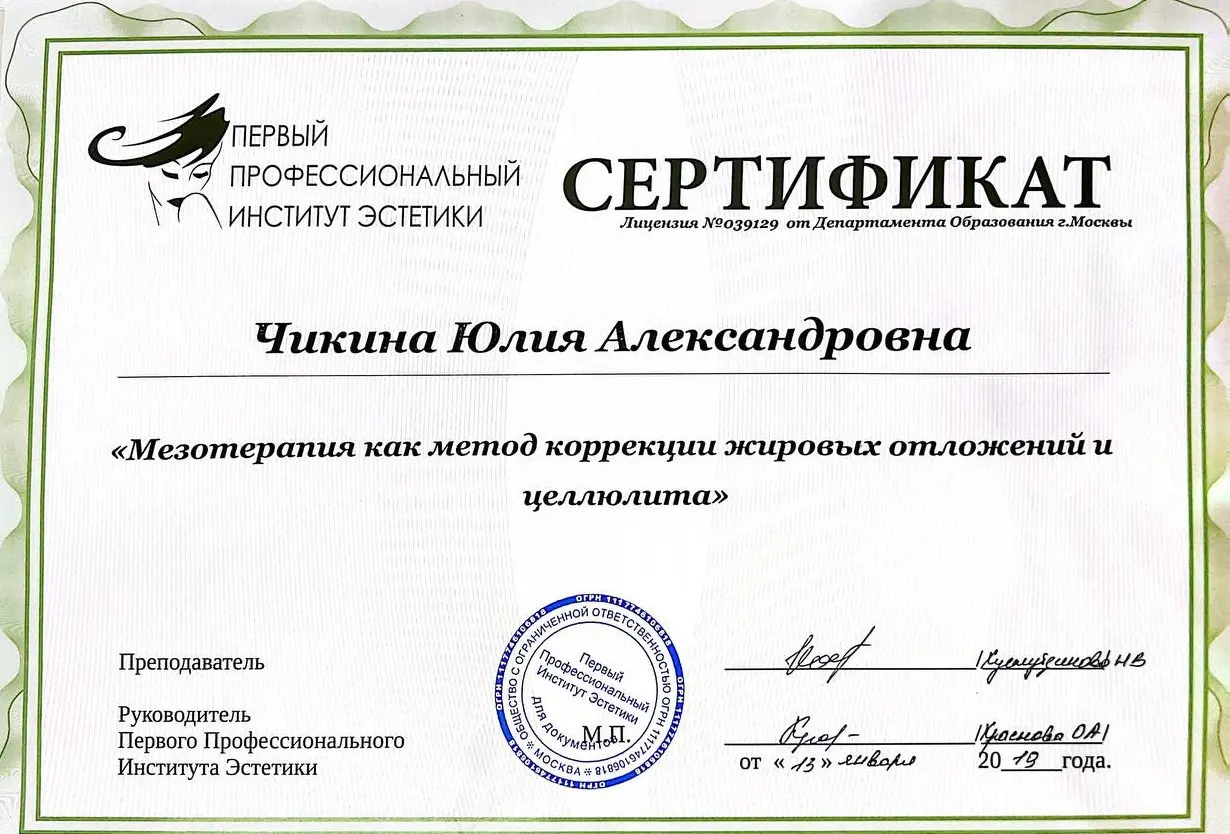 ПЕРВЫЙ
ПРОФЕССИОНАЛЬНЫЙ
ИНСТИТУТ ЭСТЕТИКИ
СЕРТИФИКАТ
Лицензия №039129 от Департамента Образования г.Москвы
Чикина Юлия Александровна
«Мезотерапия как метод коррекции жировых отложений и
целлюлита»
Преподаватель
НВ
Руководитель
Первого Профессионального
Института Эстетики
/Краснова ОА/
от «13» января 2019 года.
ОГРН 1117746106818
ОБЩЕСТВО С ОГРАНИЧЕННОЙ ОТВЕТСТВЕННОСТЬЮ ОГРН 1117746106818
МОСКВА
Первый
Профессиональный
Институт Эстетики
для документов
М.П.